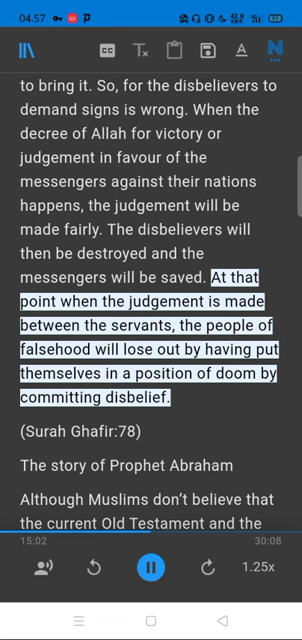 04.57
CC
to bring it. So, for the disbelievers to
demand signs is wrong. When the
decree of Allah for victory or
judgement in favour of the
messengers against their nations
happens, the judgement will be
made fairly. The disbelievers will
then be destroyed and the
messengers will be saved. At that
point when the judgement is made
between the servants, the people of
falsehood will lose out by having put
themselves in a position of doom by
committing disbelief.
(Surah Ghafir:78)
The story of Prophet Abraham
Although Muslims don’t believe that
the current Old Testament and the
15:02
30:08
1.25x